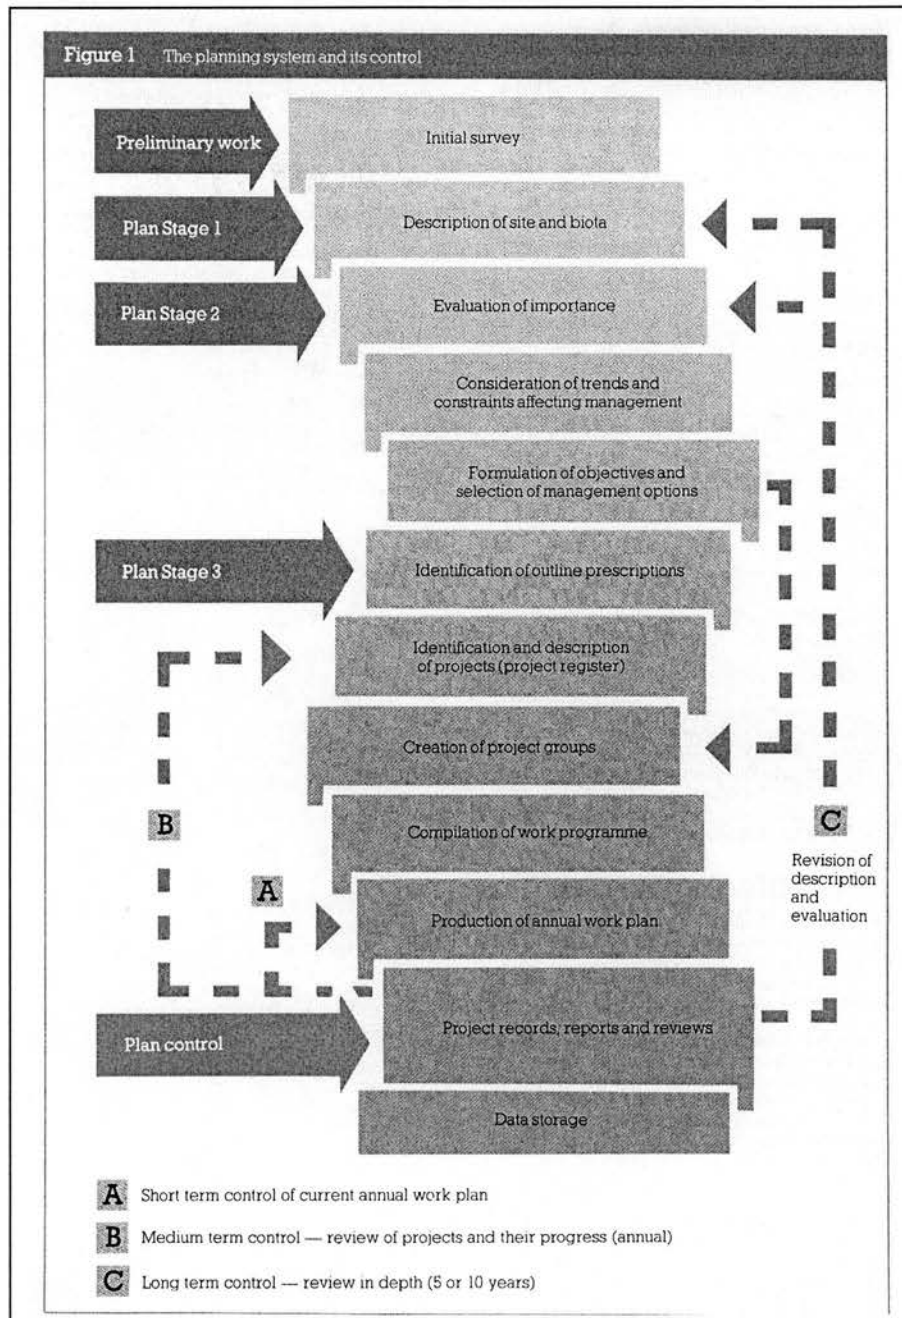 Figure 1 The planning system and its control
Preliminary work
Initial survey
Plan Stage 1
Description of site and biota
Plan Stage 2
Evaluation of importance
Consideration of trends and
constraints affecting management
Formulation of objectives and
selection of management options
Plan Stage 3
Identification of outline prescriptions
Identification and description
of projects (project register)
Creation of project groups
B
Compilation of work programme
C
Revision of
description
and
evaluation
A
Production of annual work plan
Plan control
Project records, reports and reviews
Data storage
A Short term control of current annual work plan
B Medium term control — review of projects and their progress (annual)
C Long term control — review in depth (5 or 10 years)